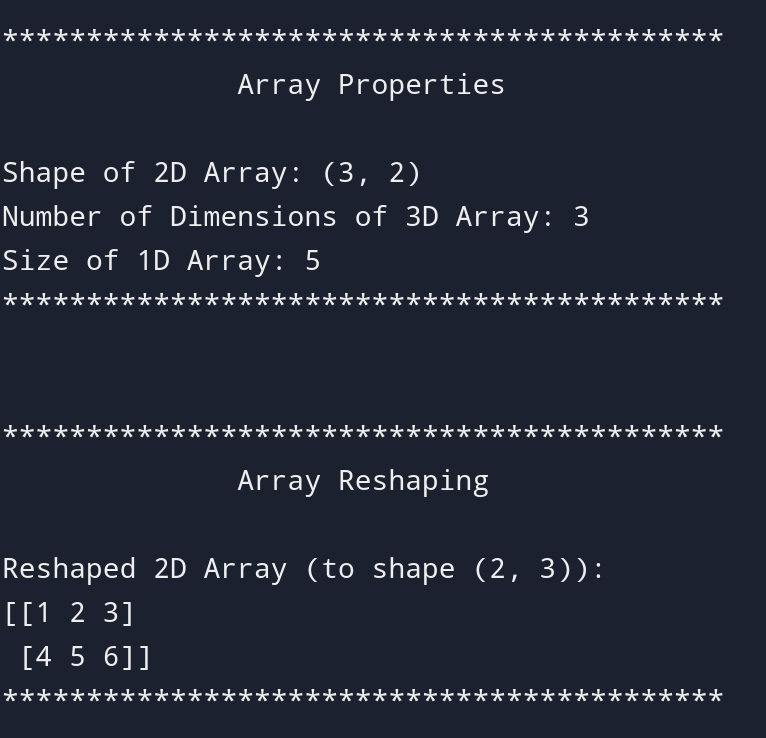 *******************************************
              Array Properties
Shape of 2D Array: (3, 2)
Number of Dimensions of 3D Array: 3
Size of 1D Array: 5
*******************************************
*******************************************
              Array Reshaping
Reshaped 2D Array (to shape (2, 3)):
[[1 2 3]
 [4 5 6]]
*******************************************